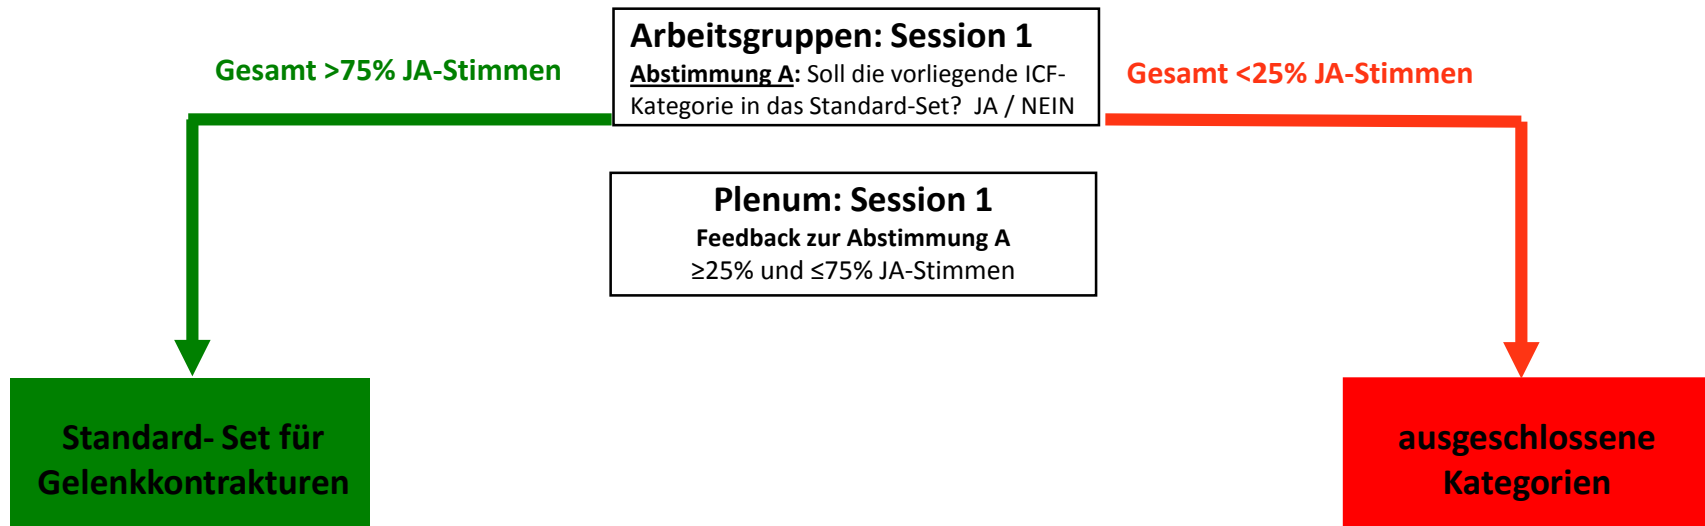 Arbeitsgruppen: Session 1
Abstimmung A: Soll die vorliegende ICF-
Kategorie in das Standard-Set? JA / NEIN
Gesamt >75% JA-Stimmen
Gesamt <25% JA-Stimmen
Plenum: Session 1
Feedback zur Abstimmung A
≥25% und ≤75% JA-Stimmen
Standard- Set für
Gelenkkontrakturen
ausgeschlossene
Kategorien